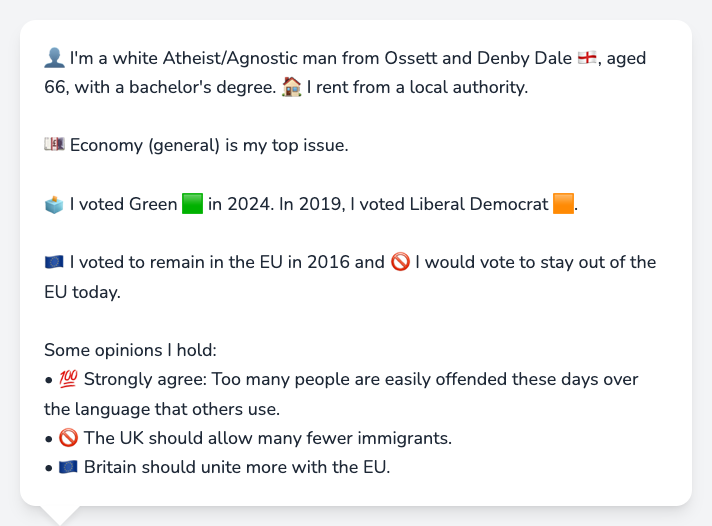 👤 I'm a white Atheist/Agnostic man from Ossett and Denby Dale 🏴󠁧󠁢󠁥󠁮󠁧󠁿, aged
66, with a bachelor's degree. 🏠 I rent from a local authority.
💷 Economy (general) is my top issue.
🗳️ I voted Green 🟩 in 2024. In 2019, I voted Liberal Democrat 🟧.
🇪🇺 I voted to remain in the EU in 2016 and 🚫 I would vote to stay out of the
EU today.
Some opinions I hold:
• 💯 Strongly agree: Too many people are easily offended these days over
the language that others use.
• 🚫 The UK should allow many fewer immigrants.
• 🇪🇺 Britain should unite more with the EU.